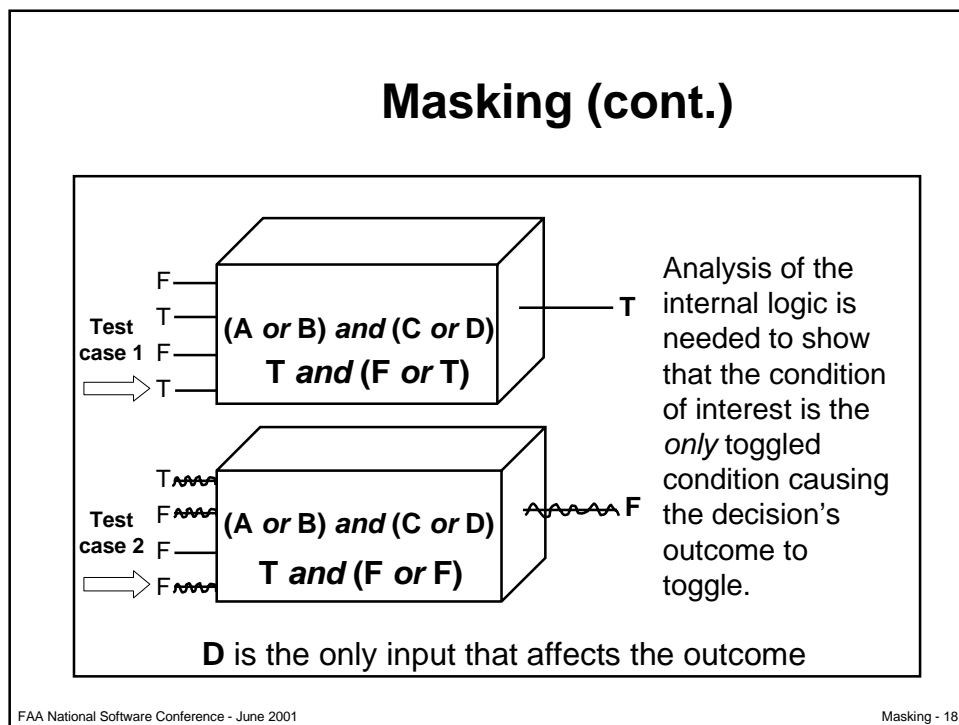 Masking (cont.)
Test
case 1
F
T
F
T
(A or B) and (C or D)
T and (F or T)
T
Test
case 2
T
F
F
F
(A or B) and (C or D)
T and (F or F)
F
Analysis of the
internal logic is
needed to show
that the condition
of interest is the
only toggled
condition causing
the decision's
outcome to
toggle.
D is the only input that affects the outcome
FAA National Software Conference - June 2001
Masking - 18